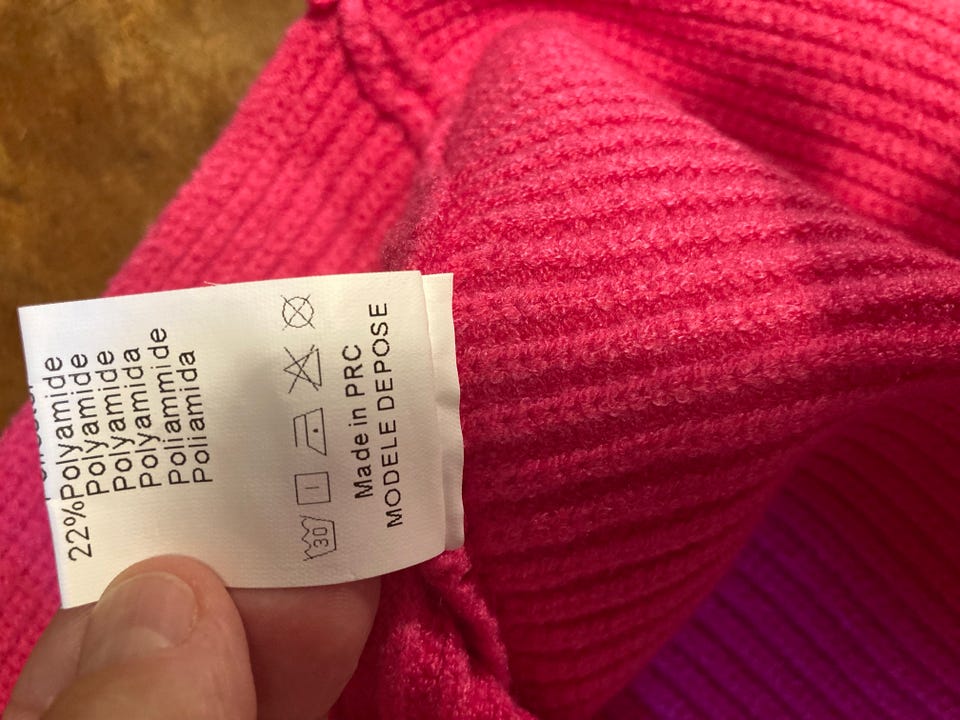 22%Polyamide
Polyamide
Polyamide
Polyamida
Poliammide
Poliamida
30
Made in PRC
MODELE DEPOSE